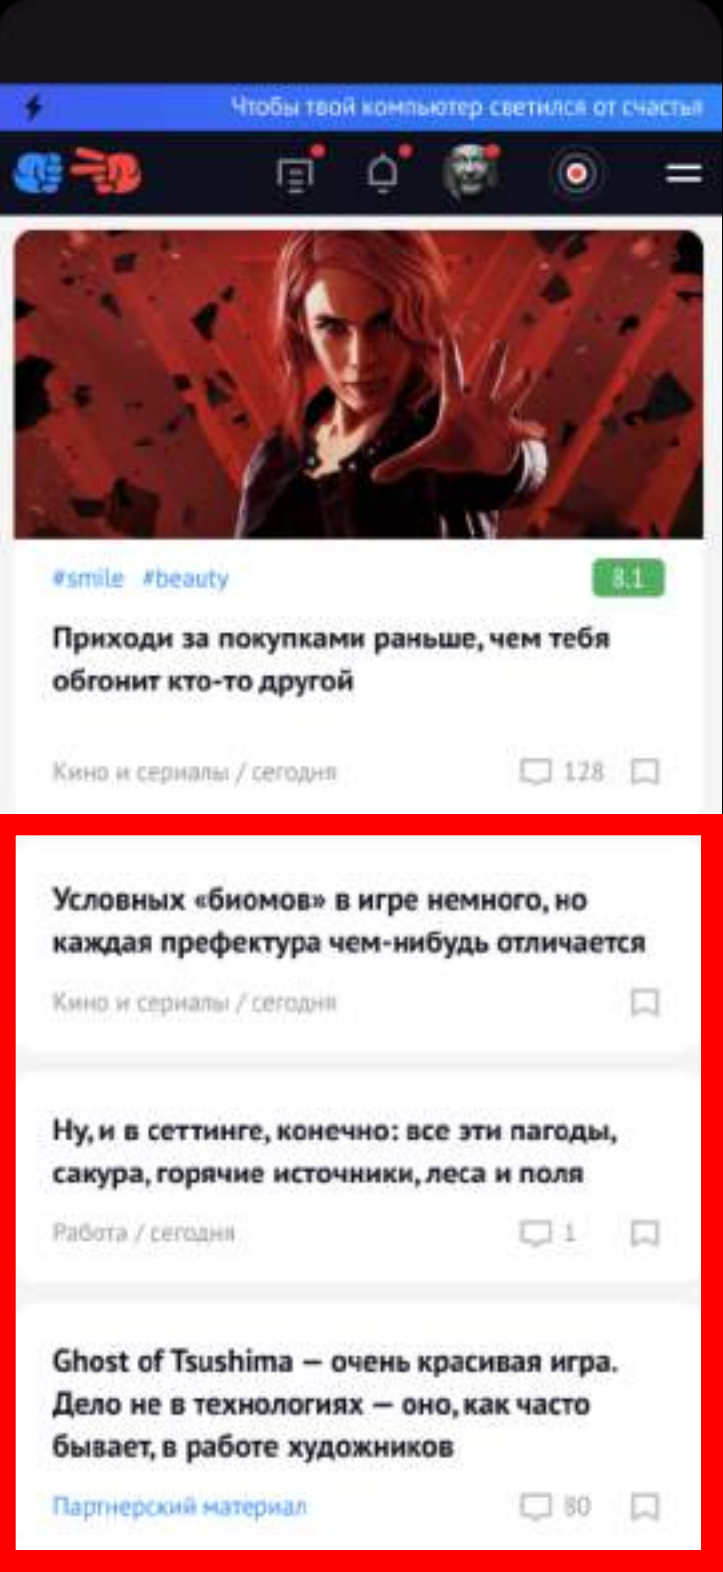 Чтобы твой компьютер светился от счастья
#smile #beauty
8.1
Приходи за покупками раньше, чем тебя
обгонит кто-то другой
Кино и сериалы / сегодня
128
Условных «биомов» в игре немного, но
каждая префектура чем-нибудь отличается
Кино и сериалы / сегодня
Ну, и в сеттинге, конечно: все эти пагоды,
сакура, горячие источники, леса и поля
Работа / сегодня
1
Ghost of Tsushima — очень красивая игра.
Дело не в технологиях — оно, как часто
бывает, в работе художников
Партнерский материал
80